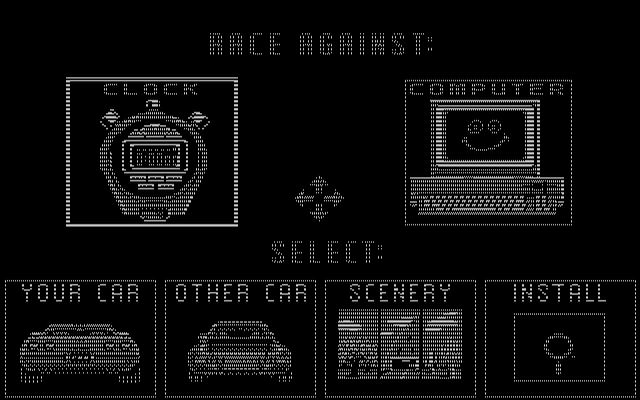 RACE AGAINST:
CLOCK
COMPUTER
SELECT:
YOUR CAR
OTHER CAR
SCENERY
INSTALL